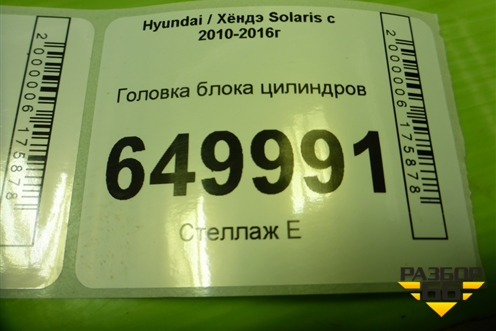 Hyundai / Хёндэ Solaris с
2010-2016г
Головка блока цилиндров
649991
Стеллаж Е
2000006175878
2000006175878
РАЗБОР